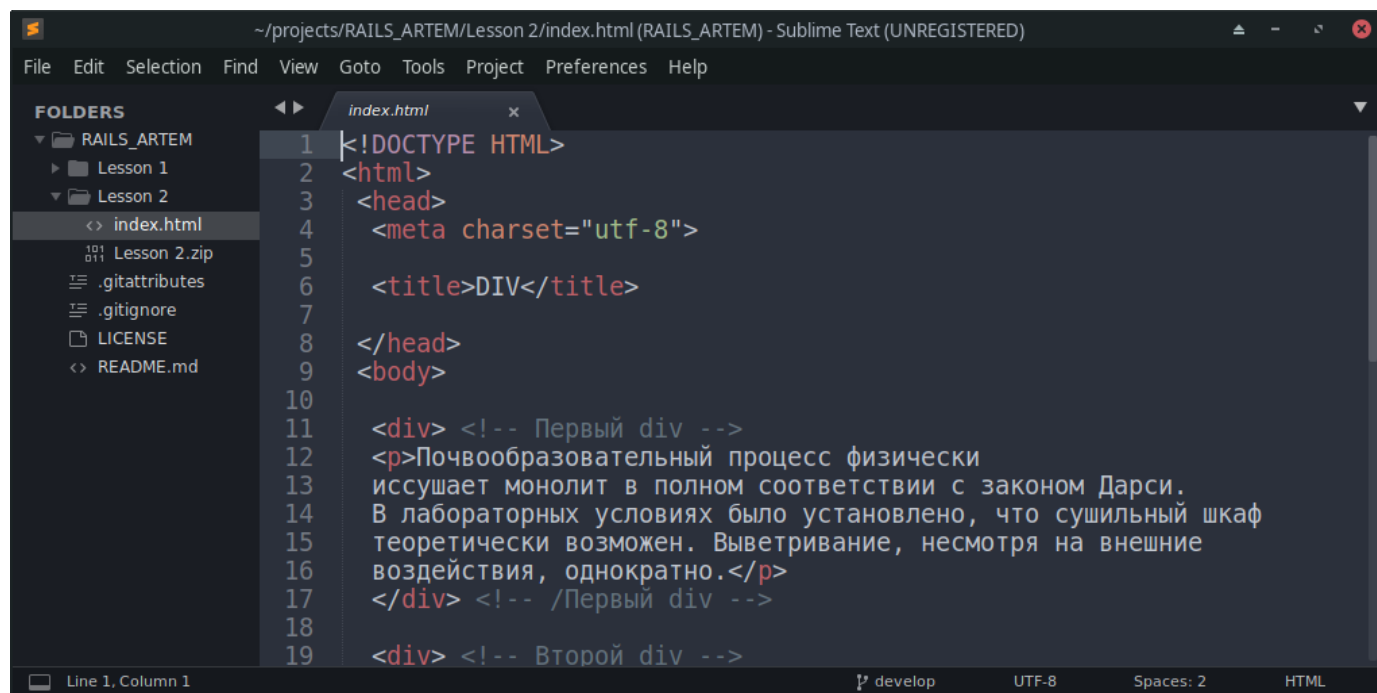 ~/projects/RAILS_ARTEM/Lesson 2/index.html (RAILS_ARTEM) - Sublime Text (UNREGISTERED)
File Edit Selection Find View Goto Tools Project Preferences Help
FOLDERS
RAILS_ARTEM
Lesson 1
Lesson 2
index.html
Lesson 2.zip
.gitattributes
.gitignore
LICENSE
README.md
index.html
1 <!DOCTYPE HTML>
2 <html>
3 <head>
4 <meta charset="utf-8">
5
6 <title>DIV</title>
7
8 </head>
9 <body>
10
11 <div> <!-- Первый div -->
12 <p>Почвообразовательный процесс физически
13 иссушает монолит в полном соответствии с законом Дарси.
14 В лабораторных условиях было установлено, что сушильный шкаф
15 теоретически возможен. Выветривание, несмотря на внешние
16 воздействия, однократно.</p>
17 </div> <!-- /Первый div -->
18
19 <div> <!-- Второй div -->
Line 1, Column 1 develop UTF-8 Spaces: 2 HTML